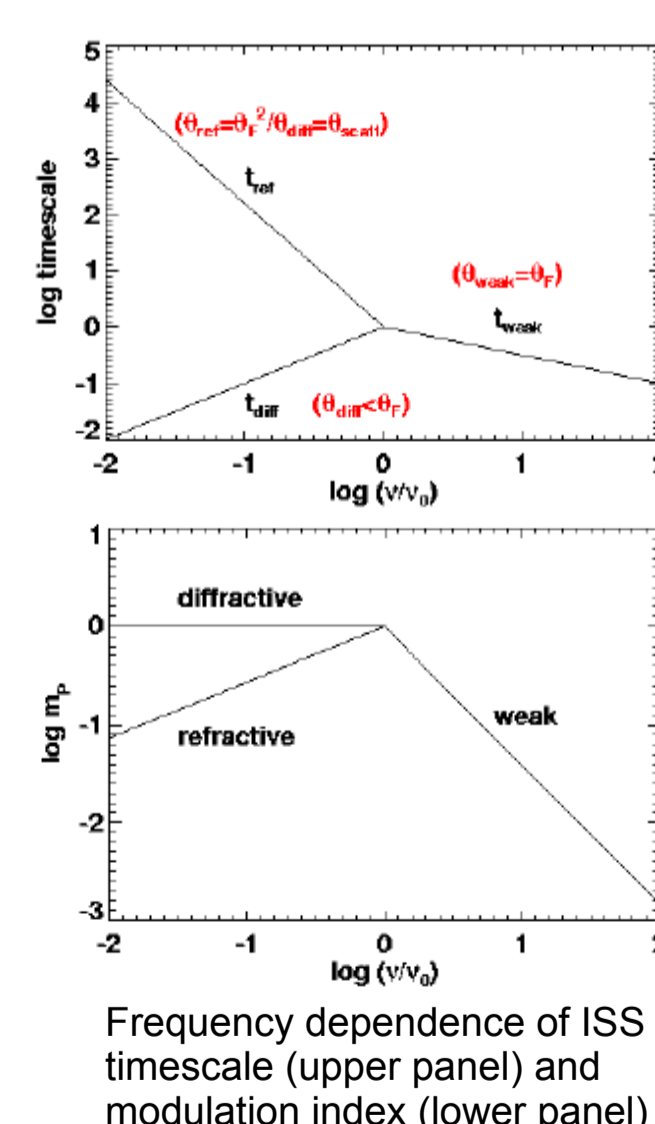 5
4
3
2
1
0
-1
-2
log timescale
(θref=θF²/θdiff=θscatt)
tref
(θweak=θF)
tweak
tdiff (θdiff<θF)
-2 -1 0 1
log (ν/ν0)
1
0
-1
-2
-3
log mP
diffractive
refractive
weak
-2 -1 0 1
log (ν/ν0)
Frequency dependence of ISS
timescale (upper panel) and
modulation index (lower panel)